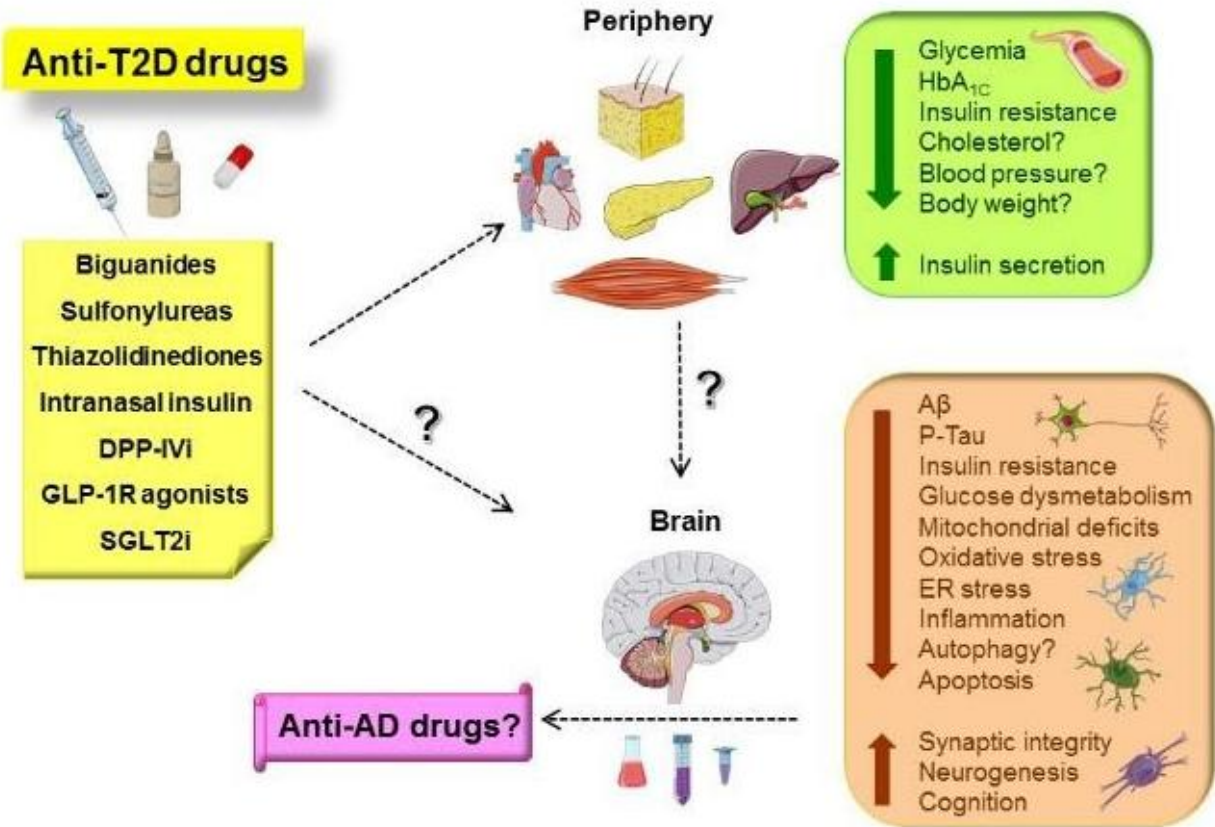 Anti-T2D drugs
Biguanides
Sulfonylureas
Thiazolidinediones
Intranasal insulin
DPP-IVi
GLP-1R agonists
SGLT2i
Periphery
Glycemia
HbA1C
Insulin resistance
Cholesterol?
Blood pressure?
Body weight?
Insulin secretion
?
?
Brain
Aβ
P-Tau
Insulin resistance
Glucose dysmetabolism
Mitochondrial deficits
Oxidative stress
ER stress
Inflammation
Autophagy?
Apoptosis
Synaptic integrity
Neurogenesis
Cognition
Anti-AD drugs?